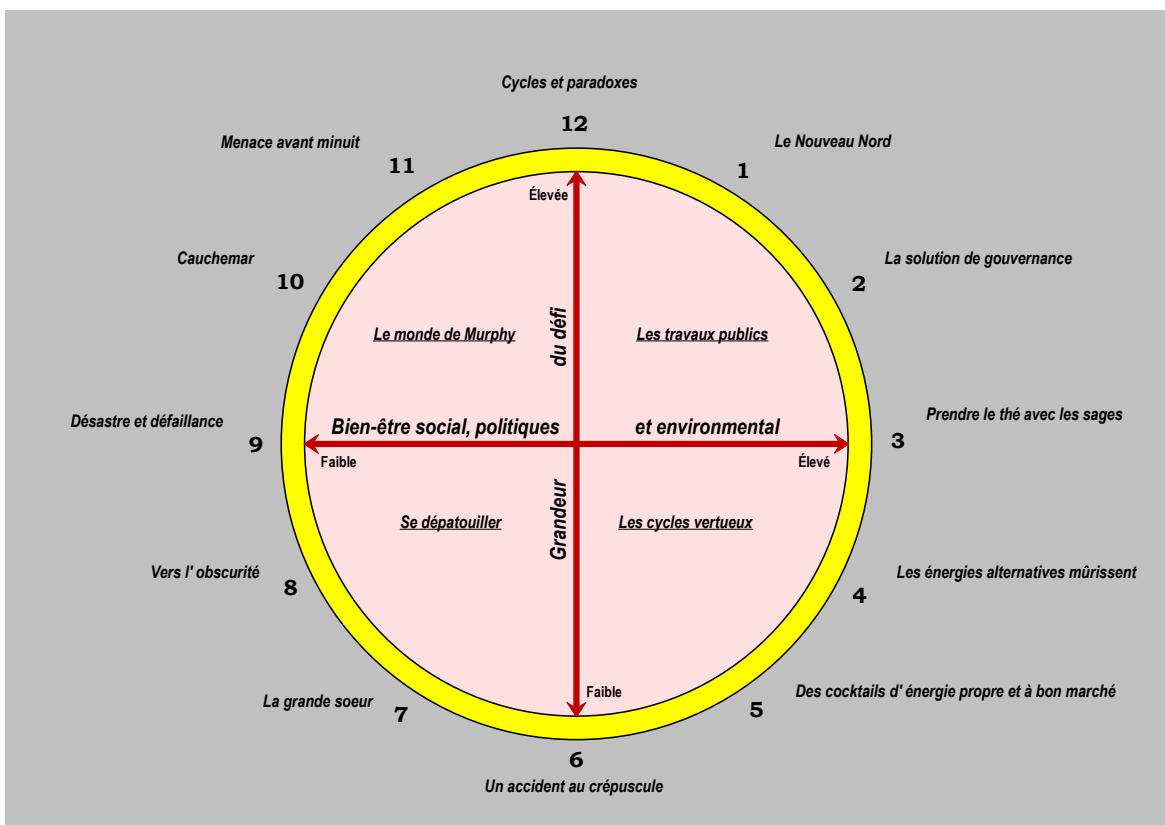 Cycles et paradoxes
12
Menace avant minuit
11
Le Nouveau Nord
1
Élevée
Cauchemar
10
La solution de gouvernance
2
du défi
Le monde de Murphy
Les travaux publics
Désastre et défaillance
9
Bien-être social, politiques
et environmental
Prendre le thé avec les sages
3
Faible
Élevé
Grandeur
Se dépatouiller
Les cycles vertueux
Vers l' obscurité
8
Les énergies alternatives mûrissent
4
La grande soeur
7
Faible
Des cocktails d' énergie propre et à bon marché
5
6
Un accident au crépuscule